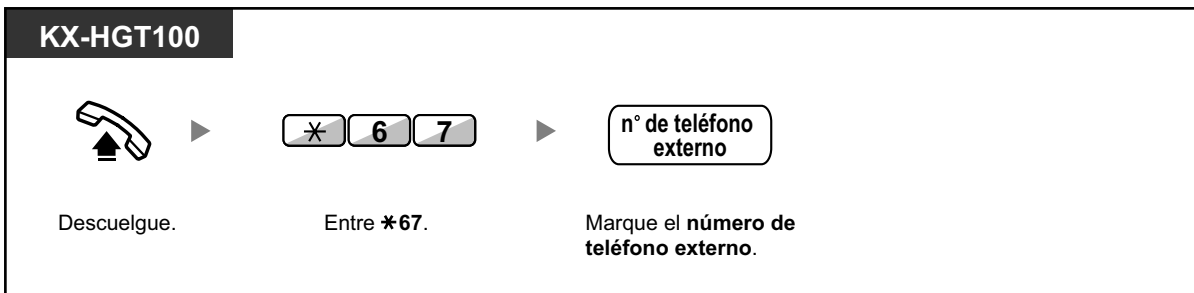 KX-HGT100
* 6 7
n° de teléfono
externo
Descuelgue.
Entre *67.
Marque el número de
teléfono externo.